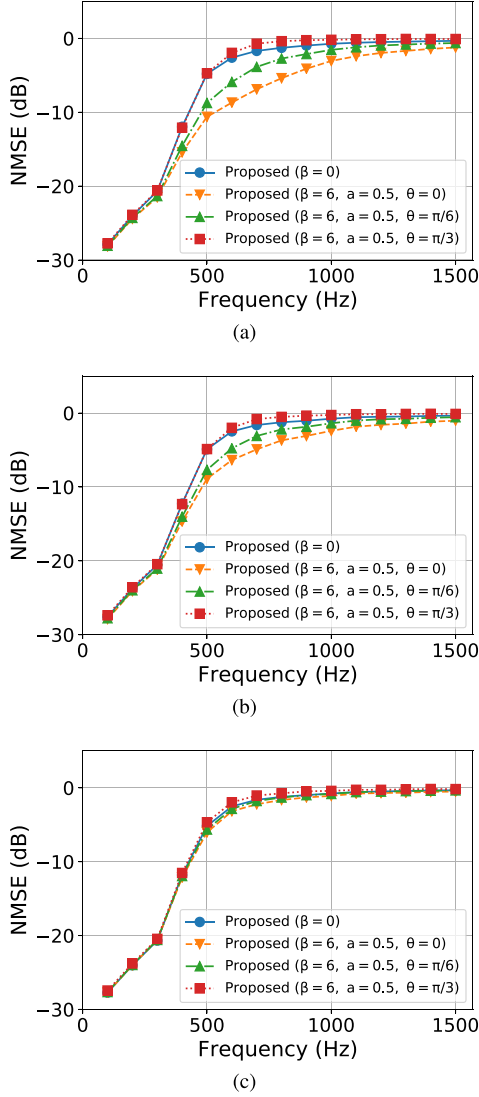 0
−10
−20
−30
NMSE (dB)
Proposed (β = 0)
Proposed (β = 6, a = 0.5, θ = 0)
Proposed (β = 6, a = 0.5, θ = π/6)
Proposed (β = 6, a = 0.5, θ = π/3)
0 500 1000 1500
Frequency (Hz)
(a)
0
−10
−20
−30
NMSE (dB)
Proposed (β = 0)
Proposed (β = 6, a = 0.5, θ = 0)
Proposed (β = 6, a = 0.5, θ = π/6)
Proposed (β = 6, a = 0.5, θ = π/3)
0 500 1000 1500
Frequency (Hz)
(b)
0
−10
−20
−30
NMSE (dB)
Proposed (β = 0)
Proposed (β = 6, a = 0.5, θ = 0)
Proposed (β = 6, a = 0.5, θ = π/6)
Proposed (β = 6, a = 0.5, θ = π/3)
0 500 1000 1500
Frequency (Hz)
(c)